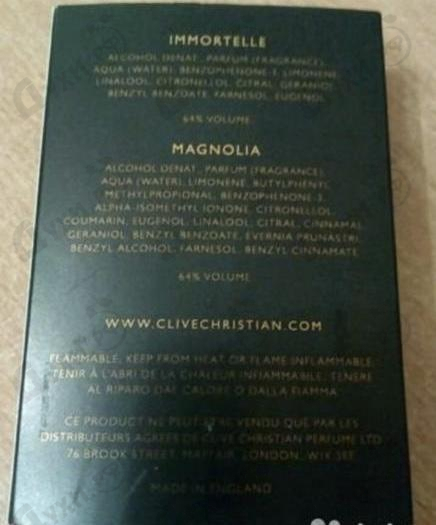 IMMORTELLE
ALCOHOL DENAT., PARFUM (FRAGRANCE),
AQUA (WATER), BENZOPHENONE-3, LIMONENE,
LINALOOL, CITRONELLOL, CITRAL, GERANIOL,
BENZYL BENZOATE, FARNESOL, EUGENOL
64% VOLUME
MAGNOLIA
ALCOHOL DENAT., PARFUM (FRAGRANCE),
AQUA (WATER), LIMONENE, BUTYLPHENYL
METHYLPROPIONAL, BENZOPHENONE-3,
ALPHA-ISOMETHYL IONONE, CITRONELLOL,
COUMARIN, EUGENOL, LINALOOL, CITRAL, CINNAMAL,
GERANIOL, BENZYL BENZOATE, EVERNIA PRUNASTRI,
BENZYL ALCOHOL, FARNESOL, BENZYL CINNAMATE
64% VOLUME
WWW.CLIVECHRISTIAN.COM
FLAMMABLE, KEEP FROM HEAT OR FLAME INFLAMMABLE,
TENIR À L'ABRI DE LA CHALEUR INFIAMMABILE, TENERE
AL RIPARO DAL CALORE O DALLA FIAMMA
CE PRODUIT NE PEUT ETRE VENDU QUE PAR LES
DISTRIBUTEURS AGREES DE CLIVE CHRISTIAN PERFUME LTD
76 BROOK STREET, MAYFAIR, LONDON, W1K 5EE
MADE IN ENGLAND